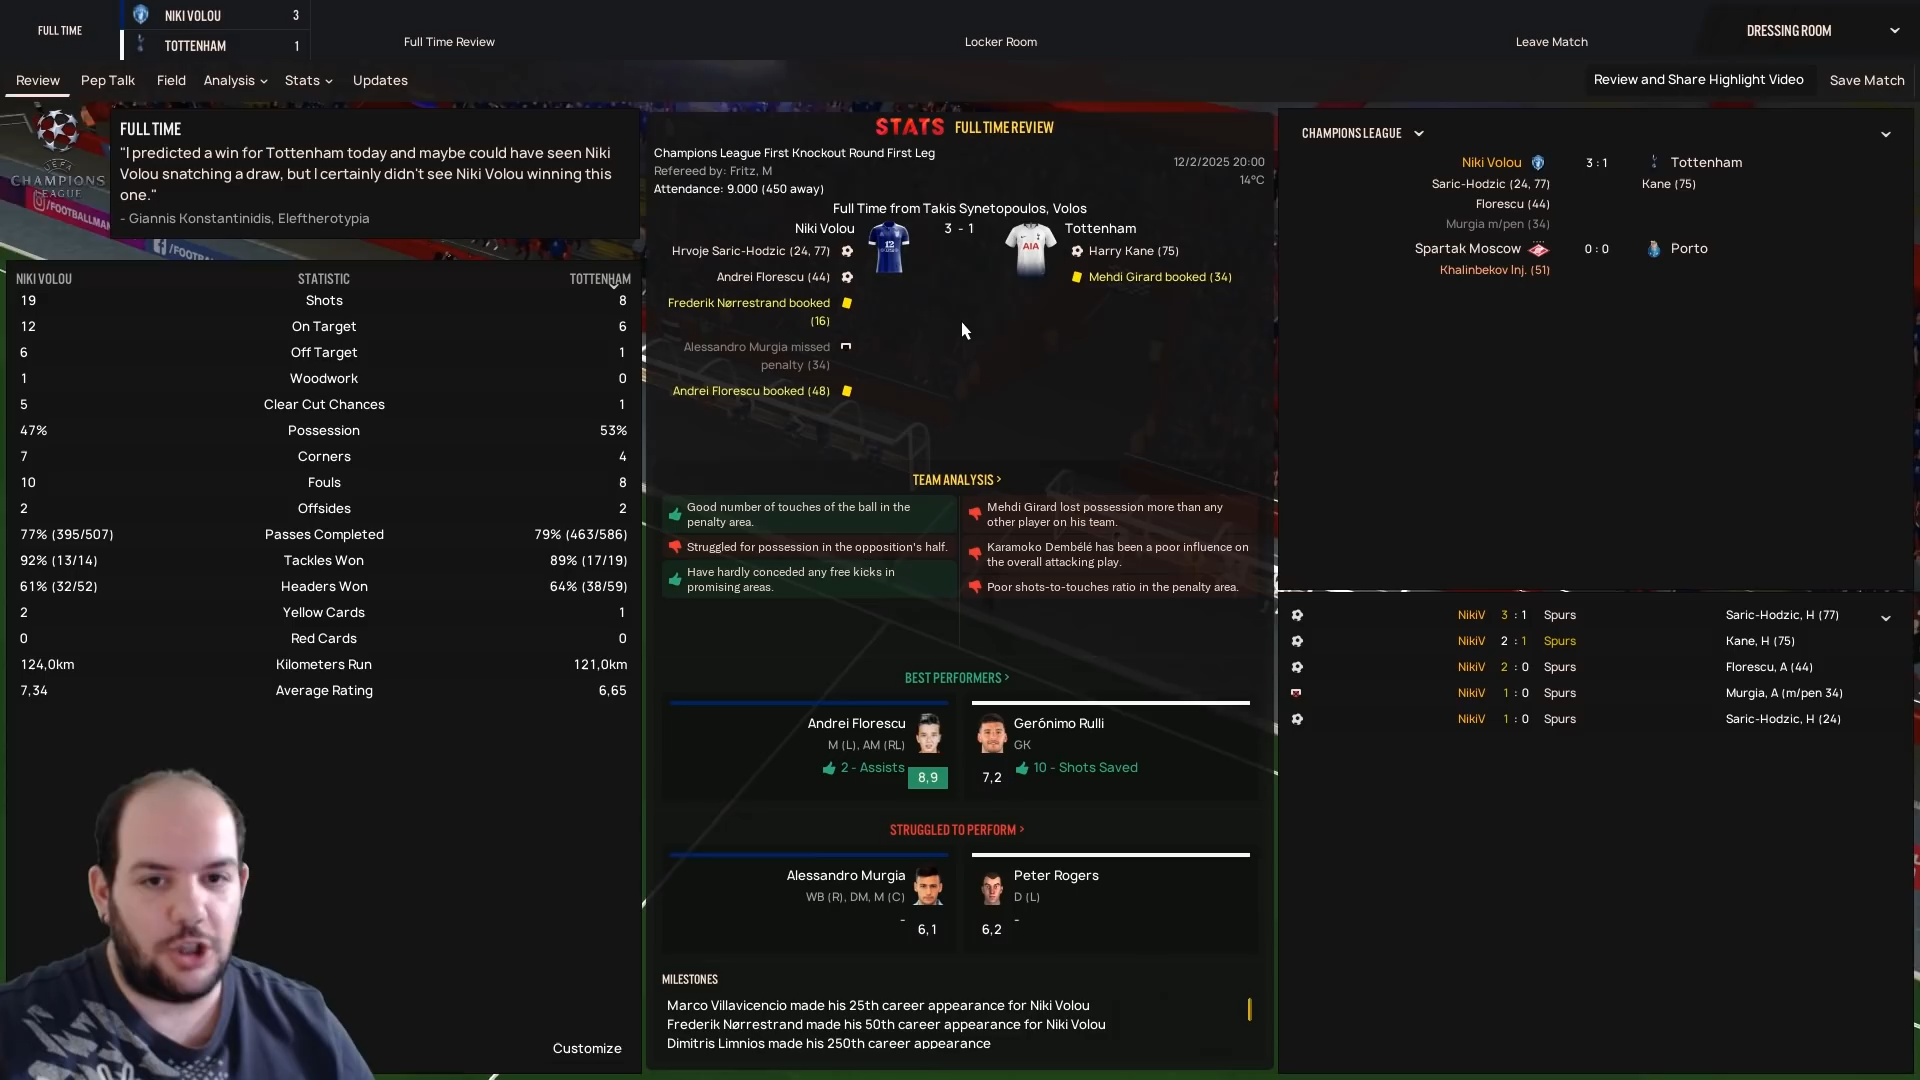 FULL TIME
NIKI VOLOU 3
TOTTENHAM 1
Full Time Review
Locker Room
Leave Match
DRESSING ROOM
Review
Pep Talk
Field
Analysis
Stats
Updates
Review and Share Highlight Video
Save Match
UEFA
CHAMPIONS
LEAGUE
FULL TIME
"I predicted a win for Tottenham today and maybe could have seen Niki
Volou snatching a draw, but I certainly didn't see Niki Volou winning this
one."
- Giannis Konstantinidis, Eleftherotypia
NIKI VOLOU STATISTIC TOTTENHAM
19 Shots 8
12 On Target 6
6 Off Target 1
1 Woodwork 0
5 Clear Cut Chances 1
47% Possession 53%
7 Corners 4
10 Fouls 8
2 Offsides 2
77% (395/507) Passes Completed 79% (463/586)
92% (13/14) Tackles Won 89% (17/19)
61% (32/52) Headers Won 64% (38/59)
2 Yellow Cards 1
0 Red Cards 0
124,0km Kilometers Run 121,0km
7,34 Average Rating 6,65
Customize
STATS FULL TIME REVIEW
Champions League First Knockout Round First Leg
Refereed by: Fritz, M
Attendance: 9.000 (450 away)
12/2/2025 20:00
14°C
Full Time from Takis Synetopoulos, Volos
Niki Volou 3 - 1 Tottenham
AIA
Hrvoje Saric-Hodzic (24, 77)
Harry Kane (75)
Andrei Florescu (44)
Mehdi Girard booked (34)
Frederik Nørrestrand booked
(16)
Alessandro Murgia missed
penalty (34)
Andrei Florescu booked (48)
TEAM ANALYSIS >
Good number of touches of the ball in the
penalty area.
Struggled for possession in the opposition's half.
Have hardly conceded any free kicks in
promising areas.
Mehdi Girard lost possession more than any
other player on his team.
Karamoko Dembélé has been a poor influence on
the overall attacking play.
Poor shots-to-touches ratio in the penalty area.
BEST PERFORMERS >
Andrei Florescu
M (L), AM (RL)
2 - Assists
8,9
Gerónimo Rulli
GK
10 - Shots Saved
7,2
STRUGGLED TO PERFORM >
Alessandro Murgia
WB (R), DM, M (C)
-
6,1
Peter Rogers
D (L)
-
6,2
MILESTONES
Marco Villavicencio made his 25th career appearance for Niki Volou
Frederik Nørrestrand made his 50th career appearance for Niki Volou
Dimitris Limnios made his 250th career appearance
CHAMPIONS LEAGUE
Niki Volou 3 : 1 Tottenham
Saric-Hodzic (24, 77) Kane (75)
Florescu (44)
Murgia m/pen (34)
Spartak Moscow 0 : 0 Porto
Khalinbekov Inj. (51)
NikiV 3 : 1 Spurs Saric-Hodzic, H (77)
NikiV 2 : 1 Spurs Kane, H (75)
NikiV 2 : 0 Spurs Florescu, A (44)
NikiV 1 : 0 Spurs Murgia, A (m/pen 34)
NikiV 1 : 0 Spurs Saric-Hodzic, H (24)